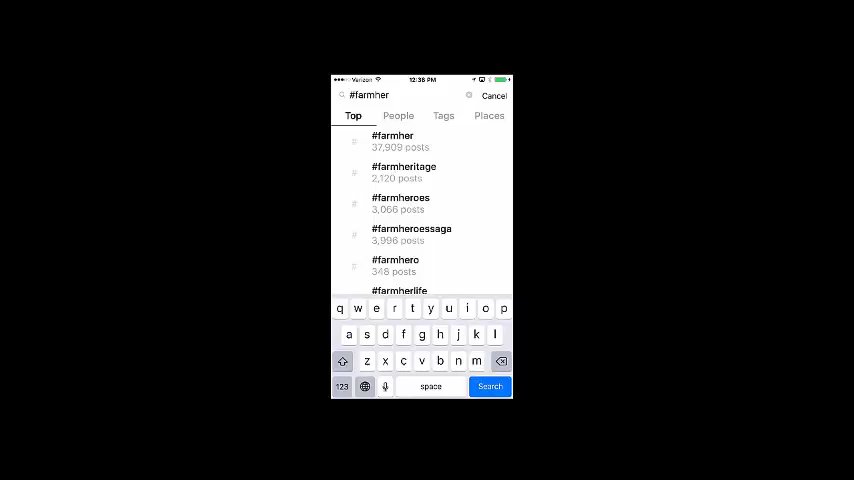 Verizon 12:36 PM
#farmher Cancel
Top People Tags Places
#farmher
37,909 posts
#farmheritage
2,120 posts
#farmheroes
3,066 posts
#farmheroessaga
3,996 posts
#farmhero
348 posts
#farmherlife
q w e r t y u i o p
a s d f g h j k l
z x c v b n m
123 space Search